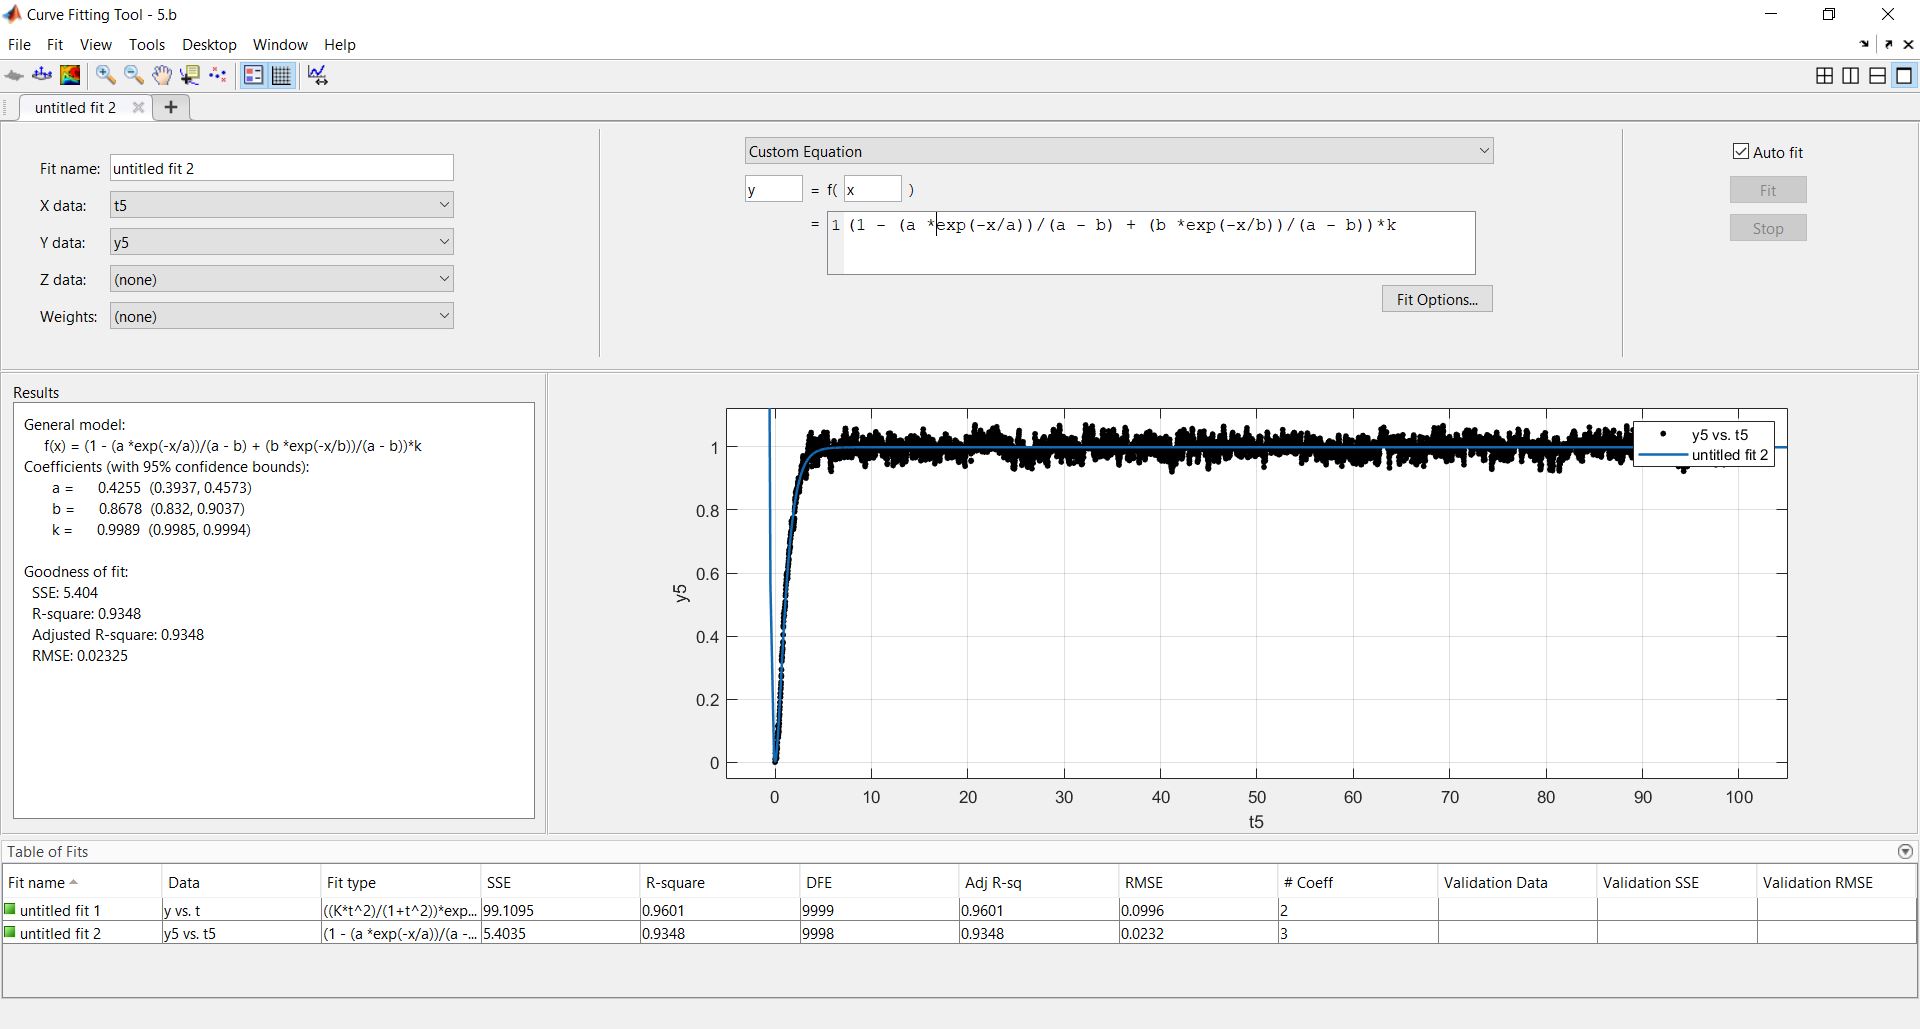 Curve Fitting Tool - 5.b
File Fit View Tools Desktop Window Help
untitled fit 2
Fit name: untitled fit 2
X data: t5
Y data: y5
Z data: (none)
Weights: (none)
Custom Equation
y = f( x )
= 1 (1 - (a *exp(-x/a))/(a - b) + (b *exp(-x/b))/(a - b))*k
Fit Options...
Auto fit
Fit
Stop
Results
General model:
f(x) = (1 - (a *exp(-x/a))/(a - b) + (b *exp(-x/b))/(a - b))*k
Coefficients (with 95% confidence bounds):
a = 0.4255 (0.3937, 0.4573)
b = 0.8678 (0.832, 0.9037)
k = 0.9989 (0.9985, 0.9994)
Goodness of fit:
SSE: 5.404
R-square: 0.9348
Adjusted R-square: 0.9348
RMSE: 0.02325
y5 vs. t5
untitled fit 2
1
0.8
0.6
0.4
0.2
0
y5
0 10 20 30 40 50 60 70 80 90 100
t5
Table of Fits
Fit name Data Fit type SSE R-square DFE Adj R-sq RMSE # Coeff Validation Data Validation SSE Validation RMSE
untitled fit 1 y vs. t ((K*t^2)/(1+t^2))*exp... 99.1095 0.9601 9999 0.9601 0.0996 2
untitled fit 2 y5 vs. t5 (1 - (a *exp(-x/a))/(a -... 5.4035 0.9348 9998 0.9348 0.0232 3